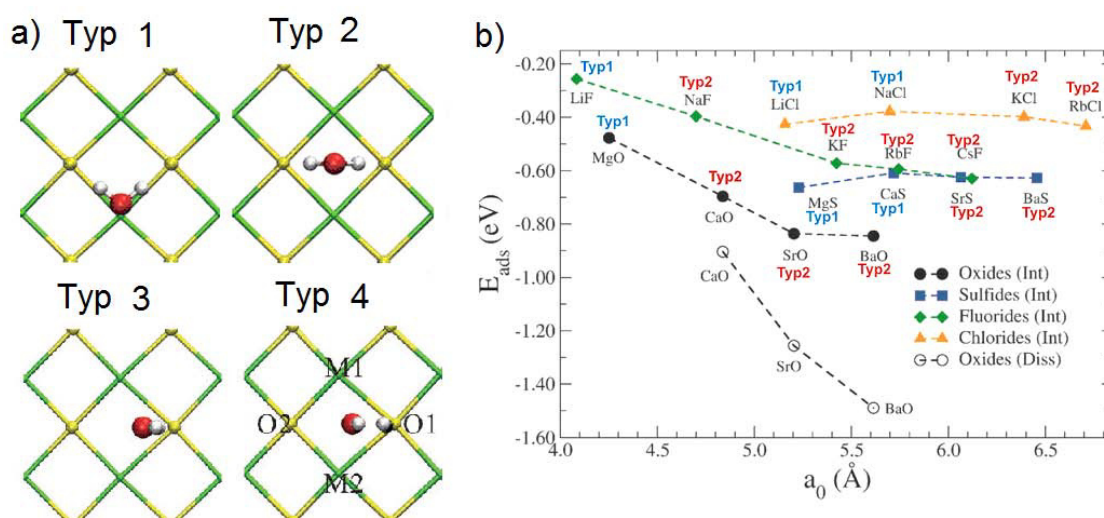 a)
Typ 1
Typ 2
Typ 3
Typ 4
M1
O2
O1
M2
b)
-0.20
-0.40
-0.60
-0.80
-1.00
-1.20
-1.40
-1.60
E_ads (eV)
Typ1
LiF
Typ2
NaF
Typ1
LiCl
Typ1
NaCl
Typ2
KCl
Typ2
RbCl
Typ1
MgO
Typ2
KF
Typ2
RbF
Typ2
CsF
Typ2
CaO
MgS
Typ1
CaS
Typ1
SrS
Typ2
BaS
Typ2
SrO
Typ2
BaO
Typ2
CaO
SrO
BaO
Oxides (Int)
Sulfides (Int)
Fluorides (Int)
Chlorides (Int)
Oxides (Diss)
4.0 4.5 5.0 5.5 6.0 6.5
a₀ (Å)